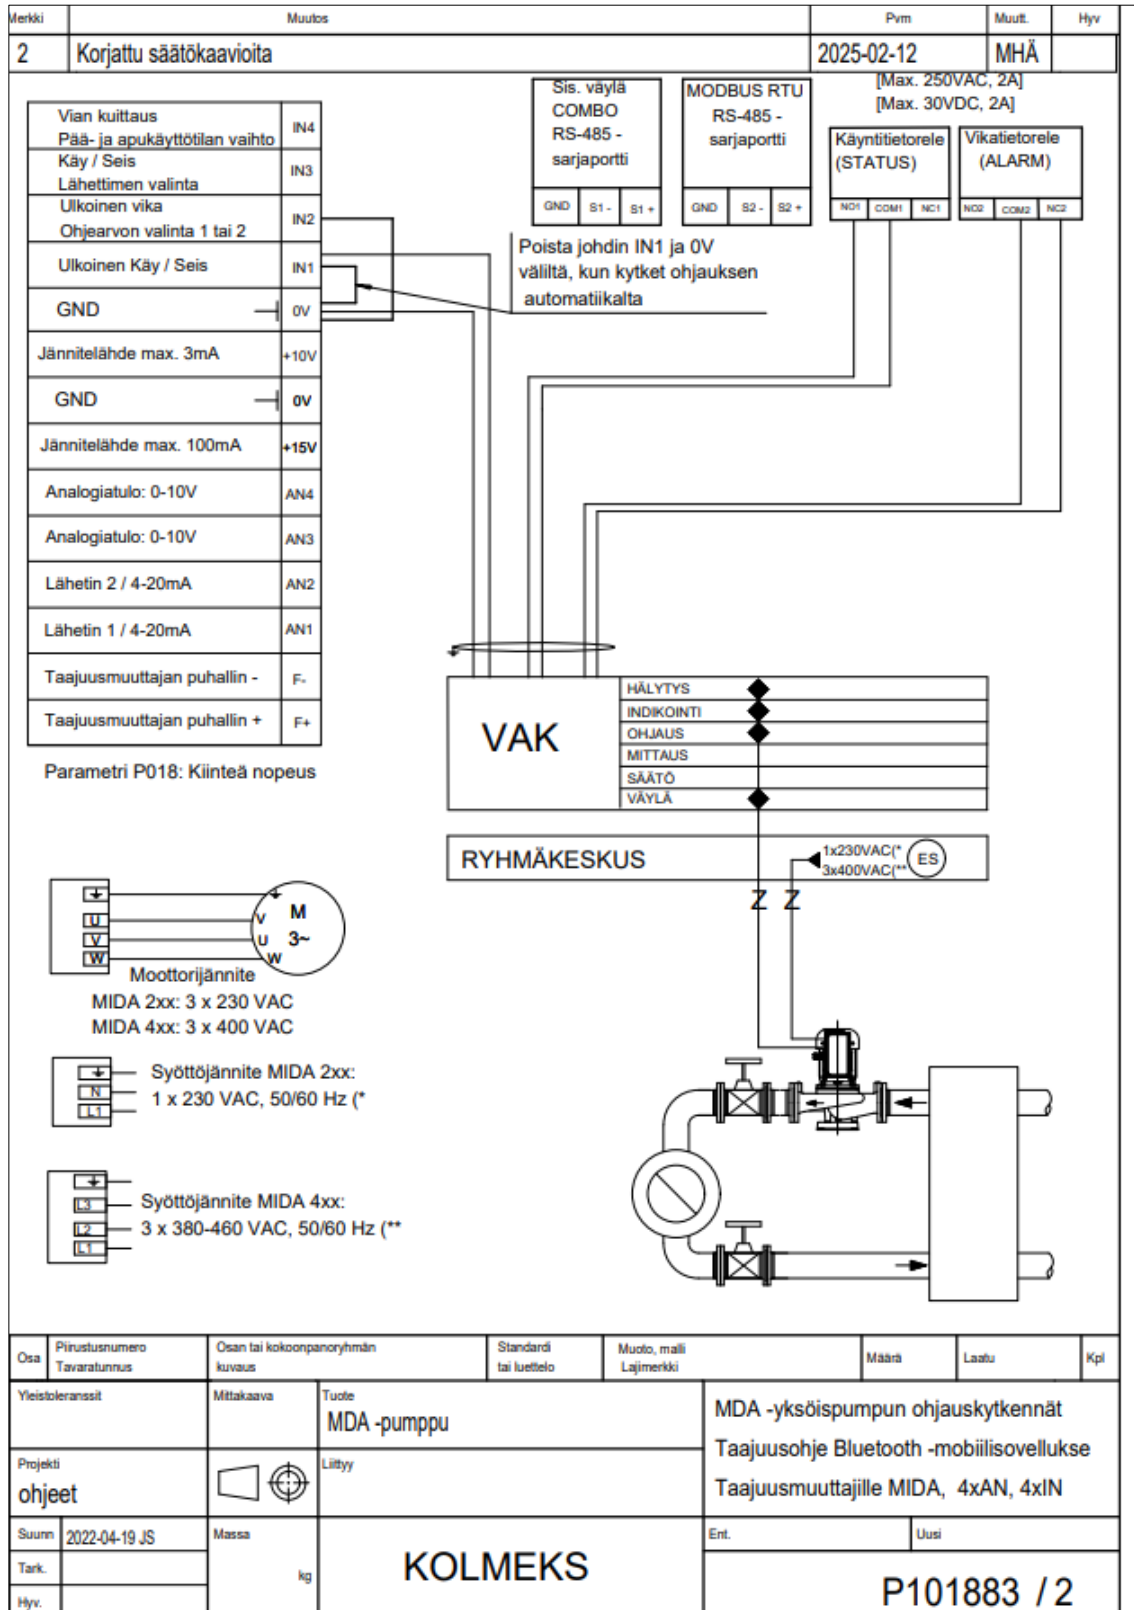 Merkki Muutos Pvm Muutt. Hyv
2 Korjattu säätökaavioita 2025-02-12 MHÄ
[Max. 250VAC, 2A]
[Max. 30VDC, 2A]
Vian kuittaus
Pää- ja apukäyttötilan vaihto
IN4
Käy / Seis
Lähettimen valinta
IN3
Ulkoinen vika
Ohjearvon valinta 1 tai 2
IN2
Ulkoinen Käy / Seis IN1
GND 0V
Jännitelähde max. 3mA +10V
GND 0V
Jännitelähde max. 100mA +15V
Analogiatulo: 0-10V AN4
Analogiatulo: 0-10V AN3
Lähetin 2 / 4-20mA AN2
Lähetin 1 / 4-20mA AN1
Taajuusmuuttajan puhallin - F-
Taajuusmuuttajan puhallin + F+
Parametri P018: Kiinteä nopeus
Sis. väylä
COMBO
RS-485 -
sarjaportti
GND S1 - S1 +
MODBUS RTU
RS-485 -
sarjaportti
GND S2 - S2 +
Käyntitietorele
(STATUS)
NO1 COM1 NC1
Vikatietorele
(ALARM)
NO2 COM2 NC2
Poista johdin IN1 ja 0V
väliltä, kun kytket ohjauksen
automatiikalta
VAK
HÄLYTYS
INDIKOINTI
OHJAUS
MITTAUS
SÄÄTÖ
VÄYLÄ
RYHMÄKESKUS
1x230VAC(*
3x400VAC(**
ES
Z Z
U
V
W
V
U
W
M
3~
Moottorijännite
MIDA 2xx: 3 x 230 VAC
MIDA 4xx: 3 x 400 VAC
N
L1
Syöttöjännite MIDA 2xx:
1 x 230 VAC, 50/60 Hz (*
L3
L2
L1
Syöttöjännite MIDA 4xx:
3 x 380-460 VAC, 50/60 Hz (**
Osa
Piirustusnumero
Tavaratunnus
Osan tai kokoonpanoryhmän
kuvaus
Standardi
tai luettelo
Muoto, malli
Lajimerkki
Määrä
Laatu
Kpl
Yleistoleranssit
Mittakaava
Tuote
MDA -pumppu
MDA -yksöispumpun ohjauskytkennät
Taajuusohje Bluetooth -mobiilisovellukse
Taajuusmuuttajille MIDA, 4xAN, 4xIN
Projekti
ohjeet
Liittyy
Suunn 2022-04-19 JS
Tark.
Hyv.
Massa
kg
KOLMEKS
Ent.
Uusi
P101883 / 2